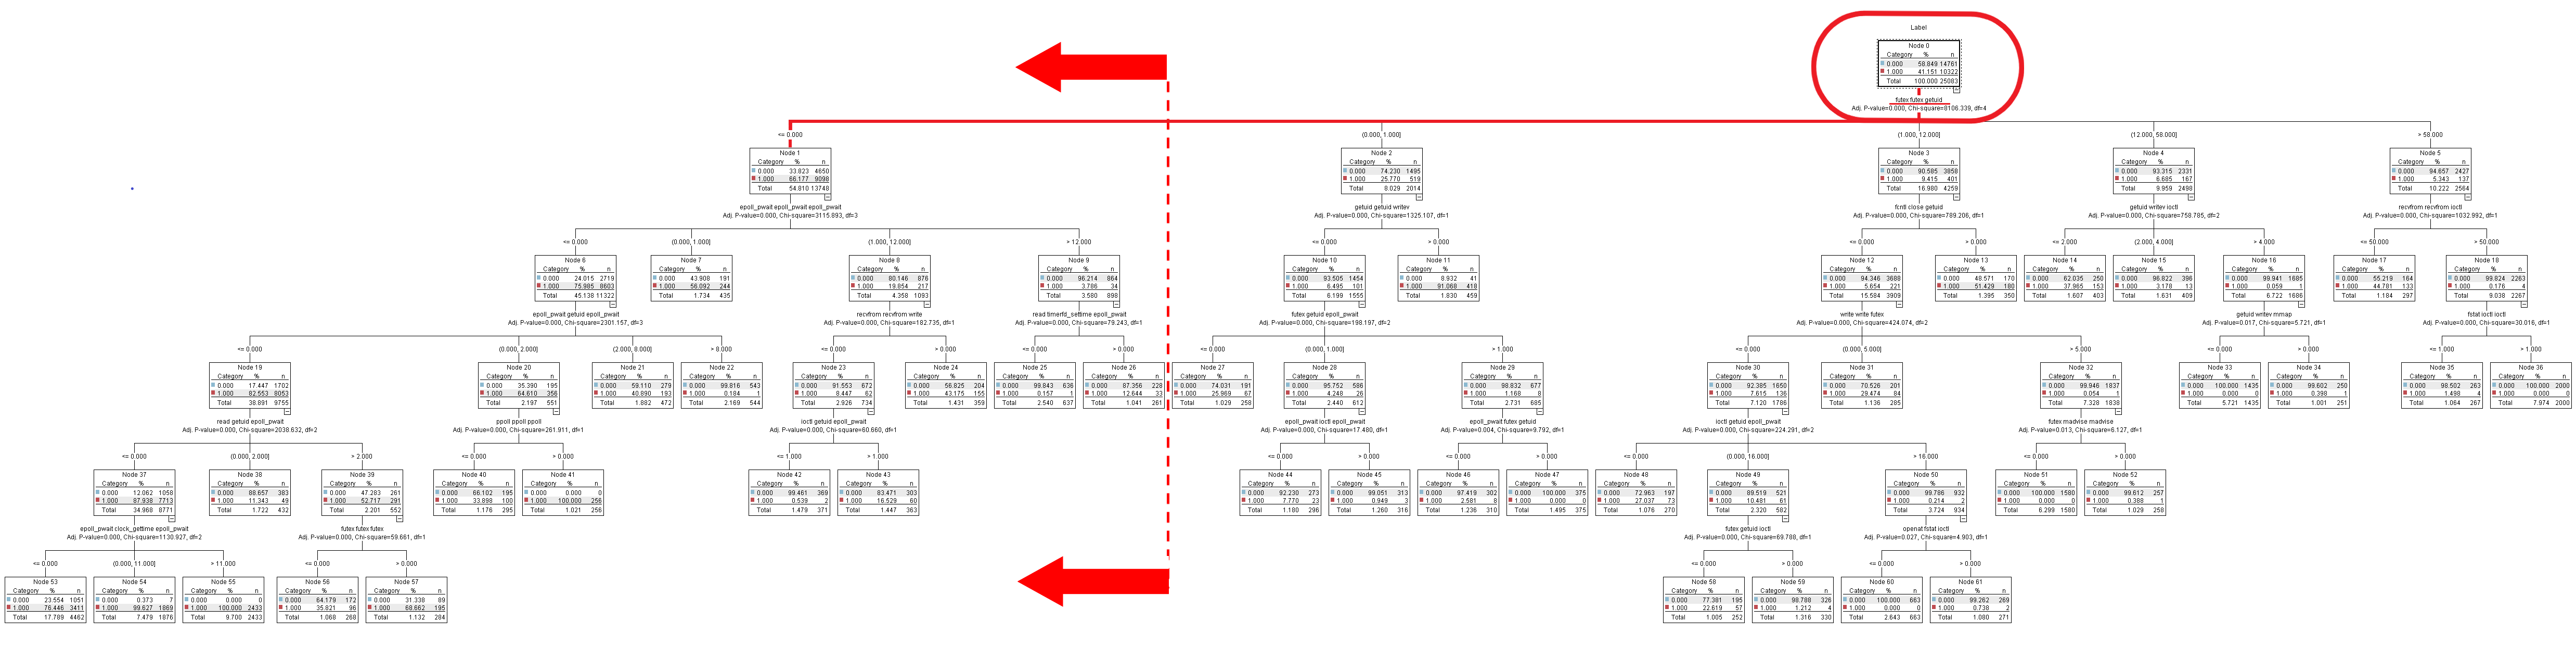 Label
Node 0
Category % n
0.000 58.849 14761
1.000 41.151 10322
Total 100.000 25083
futex futex getuid
Adj. P-value=0.000, Chi-square=8106.339, df=4
<= 0.000
(0.000, 1.000]
(1.000, 12.000]
(12.000, 58.000]
> 58.000
Node 1
Category % n
0.000 33.823 4650
1.000 66.177 9098
Total 54.810 13748
epoll_pwait epoll_pwait epoll_pwait
Adj. P-value=0.000, Chi-square=3115.893, df=3
Node 2
Category % n
0.000 74.230 1495
1.000 25.770 519
Total 8.029 2014
getuid getuid writev
Adj. P-value=0.000, Chi-square=1325.107, df=1
Node 3
Category % n
0.000 90.585 3858
1.000 9.415 401
Total 16.980 4259
fcntl close getuid
Adj. P-value=0.000, Chi-square=789.206, df=1
Node 4
Category % n
0.000 93.315 2331
1.000 6.685 167
Total 9.959 2498
getuid writev ioctl
Adj. P-value=0.000, Chi-square=758.785, df=2
Node 5
Category % n
0.000 94.657 2427
1.000 5.343 137
Total 10.222 2564
recvfrom recvfrom ioctl
Adj. P-value=0.000, Chi-square=1032.992, df=1
<= 0.000
(0.000, 1.000]
(1.000, 12.000]
> 12.000
<= 0.000
> 0.000
<= 0.000
> 0.000
<= 2.000
(2.000, 4.000]
> 4.000
<= 50.000
> 50.000
Node 6
Category % n
0.000 24.015 2719
1.000 75.985 8603
Total 45.138 11322
epoll_pwait getuid epoll_pwait
Adj. P-value=0.000, Chi-square=2301.157, df=3
Node 7
Category % n
0.000 43.908 191
1.000 56.092 244
Total 1.734 435
Node 8
Category % n
0.000 80.146 876
1.000 19.854 217
Total 4.358 1093
recvfrom recvfrom write
Adj. P-value=0.000, Chi-square=182.735, df=1
Node 9
Category % n
0.000 96.214 864
1.000 3.786 34
Total 3.580 898
read timerfd_settime epoll_pwait
Adj. P-value=0.000, Chi-square=79.243, df=1
Node 10
Category % n
0.000 93.505 1454
1.000 6.495 101
Total 6.199 1555
futex getuid epoll_pwait
Adj. P-value=0.000, Chi-square=198.197, df=2
Node 11
Category % n
0.000 8.932 41
1.000 91.068 418
Total 1.830 459
Node 12
Category % n
0.000 94.346 3688
1.000 5.654 221
Total 15.584 3909
write write futex
Adj. P-value=0.000, Chi-square=424.074, df=2
Node 13
Category % n
0.000 48.571 170
1.000 51.429 180
Total 1.395 350
Node 14
Category % n
0.000 62.035 250
1.000 37.965 153
Total 1.607 403
Node 15
Category % n
0.000 96.822 396
1.000 3.178 13
Total 1.631 409
Node 16
Category % n
0.000 99.941 1685
1.000 0.059 1
Total 6.722 1686
getuid writev mmap
Adj. P-value=0.017, Chi-square=5.721, df=1
Node 17
Category % n
0.000 55.219 164
1.000 44.781 133
Total 1.184 297
Node 18
Category % n
0.000 99.824 2263
1.000 0.176 4
Total 9.038 2267
fstat ioctl ioctl
Adj. P-value=0.000, Chi-square=30.016, df=1
<= 0.000
(0.000, 2.000]
(2.000, 8.000]
> 8.000
<= 0.000
> 0.000
<= 0.000
> 0.000
<= 0.000
(0.000, 1.000]
> 1.000
<= 0.000
(0.000, 5.000]
> 5.000
<= 0.000
> 0.000
<= 1.000
> 1.000
Node 19
Category % n
0.000 17.447 1702
1.000 82.553 8053
Total 38.891 9755
read getuid epoll_pwait
Adj. P-value=0.000, Chi-square=2038.632, df=2
Node 20
Category % n
0.000 35.390 195
1.000 64.610 356
Total 2.197 551
ppoll ppoll ppoll
Adj. P-value=0.000, Chi-square=261.911, df=1
Node 21
Category % n
0.000 59.110 279
1.000 40.890 193
Total 1.882 472
Node 22
Category % n
0.000 99.816 543
1.000 0.184 1
Total 2.169 544
Node 23
Category % n
0.000 91.553 672
1.000 8.447 62
Total 2.926 734
ioctl getuid epoll_pwait
Adj. P-value=0.000, Chi-square=60.660, df=1
Node 24
Category % n
0.000 56.825 204
1.000 43.175 155
Total 1.431 359
Node 25
Category % n
0.000 99.843 636
1.000 0.157 1
Total 2.540 637
Node 26
Category % n
0.000 87.356 228
1.000 12.644 33
Total 1.041 261
Node 27
Category % n
0.000 74.031 191
1.000 25.969 67
Total 1.029 258
Node 28
Category % n
0.000 95.752 586
1.000 4.248 26
Total 2.440 612
epoll_pwait ioctl epoll_pwait
Adj. P-value=0.000, Chi-square=17.480, df=1
Node 29
Category % n
0.000 98.832 677
1.000 1.168 8
Total 2.731 685
epoll_pwait futex getuid
Adj. P-value=0.004, Chi-square=9.792, df=1
Node 30
Category % n
0.000 92.385 1650
1.000 7.615 136
Total 7.120 1786
ioctl getuid epoll_pwait
Adj. P-value=0.000, Chi-square=224.291, df=2
Node 31
Category % n
0.000 70.526 201
1.000 29.474 84
Total 1.136 285
Node 32
Category % n
0.000 99.946 1837
1.000 0.054 1
Total 7.328 1838
futex madvise madvise
Adj. P-value=0.013, Chi-square=6.127, df=1
Node 33
Category % n
0.000 100.000 1435
1.000 0.000 0
Total 5.721 1435
Node 34
Category % n
0.000 99.602 250
1.000 0.398 1
Total 1.001 251
Node 35
Category % n
0.000 98.502 263
1.000 1.498 4
Total 1.064 267
Node 36
Category % n
0.000 100.000 2000
1.000 0.000 0
Total 7.974 2000
<= 0.000
(0.000, 2.000]
> 2.000
<= 0.000
> 0.000
<= 1.000
> 1.000
<= 0.000
> 0.000
<= 0.000
> 0.000
<= 0.000
(0.000, 16.000]
> 16.000
<= 0.000
> 0.000
Node 37
Category % n
0.000 12.062 1058
1.000 87.938 7713
Total 34.968 8771
epoll_pwait clock_gettime epoll_pwait
Adj. P-value=0.000, Chi-square=1130.927, df=2
Node 38
Category % n
0.000 88.657 383
1.000 11.343 49
Total 1.722 432
Node 39
Category % n
0.000 47.283 261
1.000 52.717 291
Total 2.201 552
futex futex futex
Adj. P-value=0.000, Chi-square=59.661, df=1
Node 40
Category % n
0.000 66.102 195
1.000 33.898 100
Total 1.176 295
Node 41
Category % n
0.000 0.000 0
1.000 100.000 256
Total 1.021 256
Node 42
Category % n
0.000 99.461 369
1.000 0.539 2
Total 1.479 371
Node 43
Category % n
0.000 83.471 303
1.000 16.529 60
Total 1.447 363
Node 44
Category % n
0.000 92.230 273
1.000 7.770 23
Total 1.180 296
Node 45
Category % n
0.000 99.051 313
1.000 0.949 3
Total 1.260 316
Node 46
Category % n
0.000 97.419 302
1.000 2.581 8
Total 1.236 310
Node 47
Category % n
0.000 100.000 375
1.000 0.000 0
Total 1.495 375
Node 48
Category % n
0.000 72.963 197
1.000 27.037 73
Total 1.076 270
Node 49
Category % n
0.000 89.519 521
1.000 10.481 61
Total 2.320 582
futex getuid ioctl
Adj. P-value=0.000, Chi-square=69.788, df=1
Node 50
Category % n
0.000 99.786 932
1.000 0.214 2
Total 3.724 934
openat fstat ioctl
Adj. P-value=0.027, Chi-square=4.903, df=1
Node 51
Category % n
0.000 100.000 1580
1.000 0.000 0
Total 6.299 1580
Node 52
Category % n
0.000 99.612 257
1.000 0.388 1
Total 1.029 258
<= 0.000
(0.000, 11.000]
> 11.000
<= 0.000
> 0.000
<= 0.000
> 0.000
<= 0.000
> 0.000
Node 53
Category % n
0.000 23.554 1051
1.000 76.446 3411
Total 17.789 4462
Node 54
Category % n
0.000 0.373 7
1.000 99.627 1869
Total 7.479 1876
Node 55
Category % n
0.000 0.000 0
1.000 100.000 2433
Total 9.700 2433
Node 56
Category % n
0.000 64.179 172
1.000 35.821 96
Total 1.068 268
Node 57
Category % n
0.000 31.338 89
1.000 68.662 195
Total 1.132 284
Node 58
Category % n
0.000 77.381 195
1.000 22.619 57
Total 1.005 252
Node 59
Category % n
0.000 98.788 326
1.000 1.212 4
Total 1.316 330
Node 60
Category % n
0.000 100.000 663
1.000 0.000 0
Total 2.643 663
Node 61
Category % n
0.000 99.262 269
1.000 0.738 2
Total 1.080 271